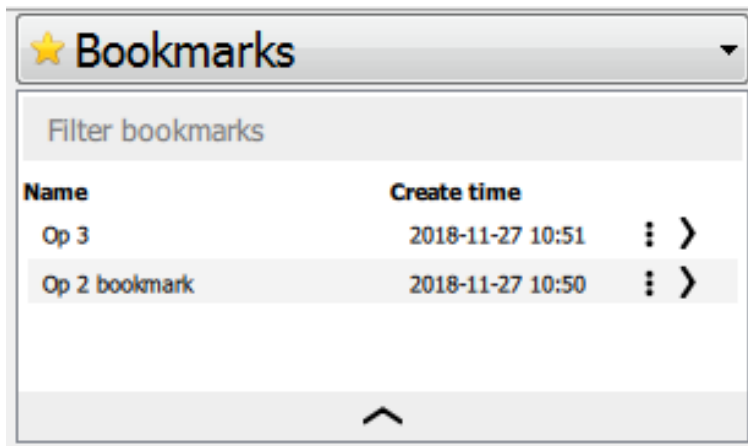 Bookmarks
Filter bookmarks
Name Create time
Op 3 2018-11-27 10:51
Op 2 bookmark 2018-11-27 10:50